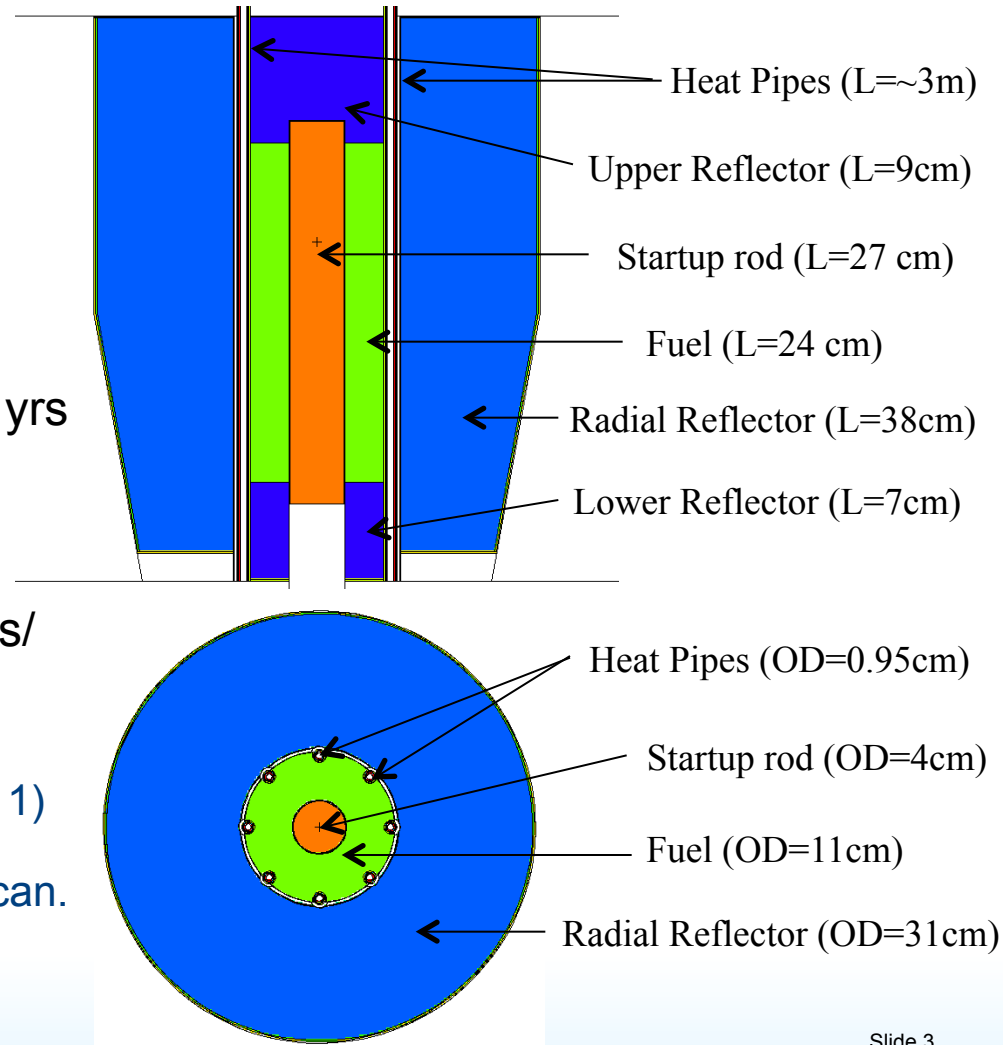 Heat Pipes (L=~3m)
Upper Reflector (L=9cm)
Startup rod (L=27 cm)
Fuel (L=24 cm)
yrs
Radial Reflector (L=38cm)
Lower Reflector (L=7cm)
s/
Heat Pipes (OD=0.95cm)
Startup rod (OD=4cm)
1)
Fuel (OD=11cm)
can.
Radial Reflector (OD=31cm)
Slide 3